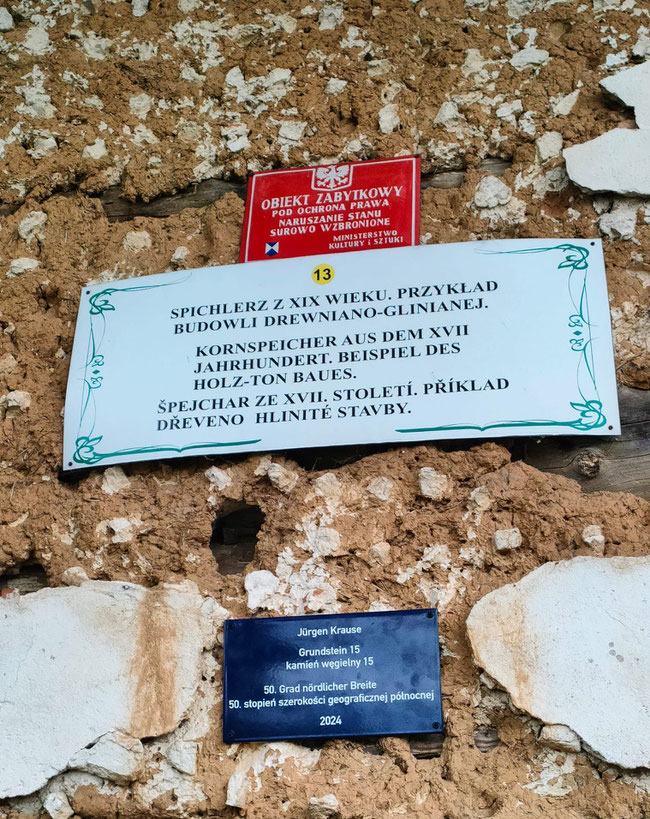 OBIEKT ZABYTKOWY
POD OCHRONĄ PRAWA
NARUSZANIE STANU
SUROWO WZBRONIONE
MINISTERSTWO
KULTURY i SZTUKI
13
SPICHLERZ Z XIX WIEKU. PRZYKŁAD
BUDOWLI DREWNIANO-GLINIANEJ.
KORNSPEICHER AUS DEM XVII
JAHRHUNDERT. BEISPIEL DES
HOLZ-TON BAUES.
ŠPEJCHAR ZE XVII. STOLETÍ. PŘÍKLAD
DŘEVENO HLINITÉ STAVBY.
Jürgen Krause
Grundstein 15
kamień węgielny 15
50. Grad nördlicher Breite
50. stopień szerokości geograficznej północnej
2024